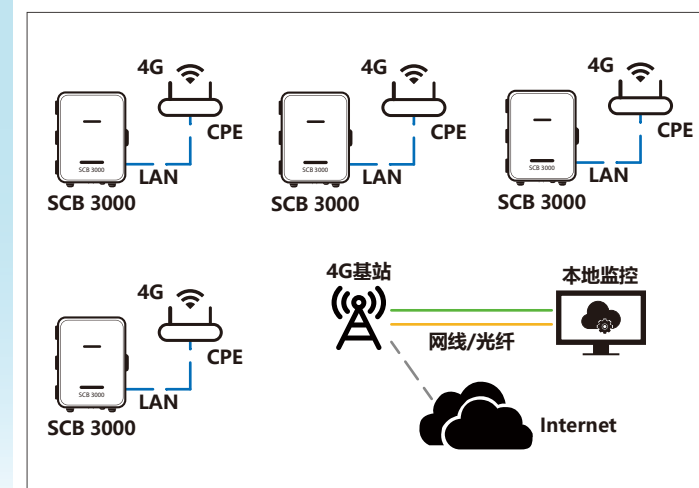 4G
CPE
SCB 3000
LAN
SCB 3000
4G
CPE
SCB 3000
LAN
SCB 3000
4G
CPE
SCB 3000
LAN
SCB 3000
4G
CPE
SCB 3000
LAN
SCB 3000
4G基站
本地监控
网线/光纤
Internet